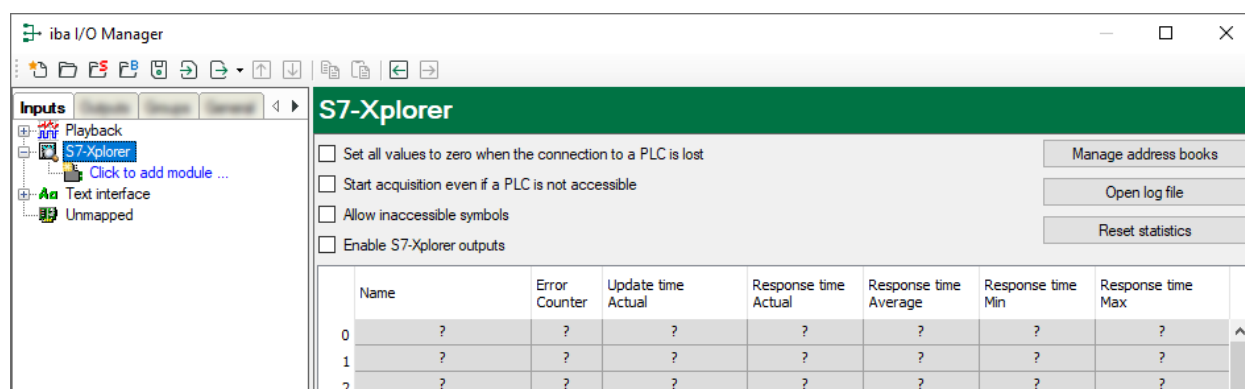 iba I/O Manager
Inputs
Playback
S7-Xplorer
Click to add module ...
Text interface
Unmapped
S7-Xplorer
Set all values to zero when the connection to a PLC is lost
Start acquisition even if a PLC is not accessible
Allow inaccessible symbols
Enable S7-Xplorer outputs
Manage address books
Open log file
Reset statistics
Name Error Counter Update time Actual Response time Actual Response time Average Response time Min Response time Max
0 ? ? ? ? ? ? ?
1 ? ? ? ? ? ? ?
2 ? ? ? ? ? ? ?